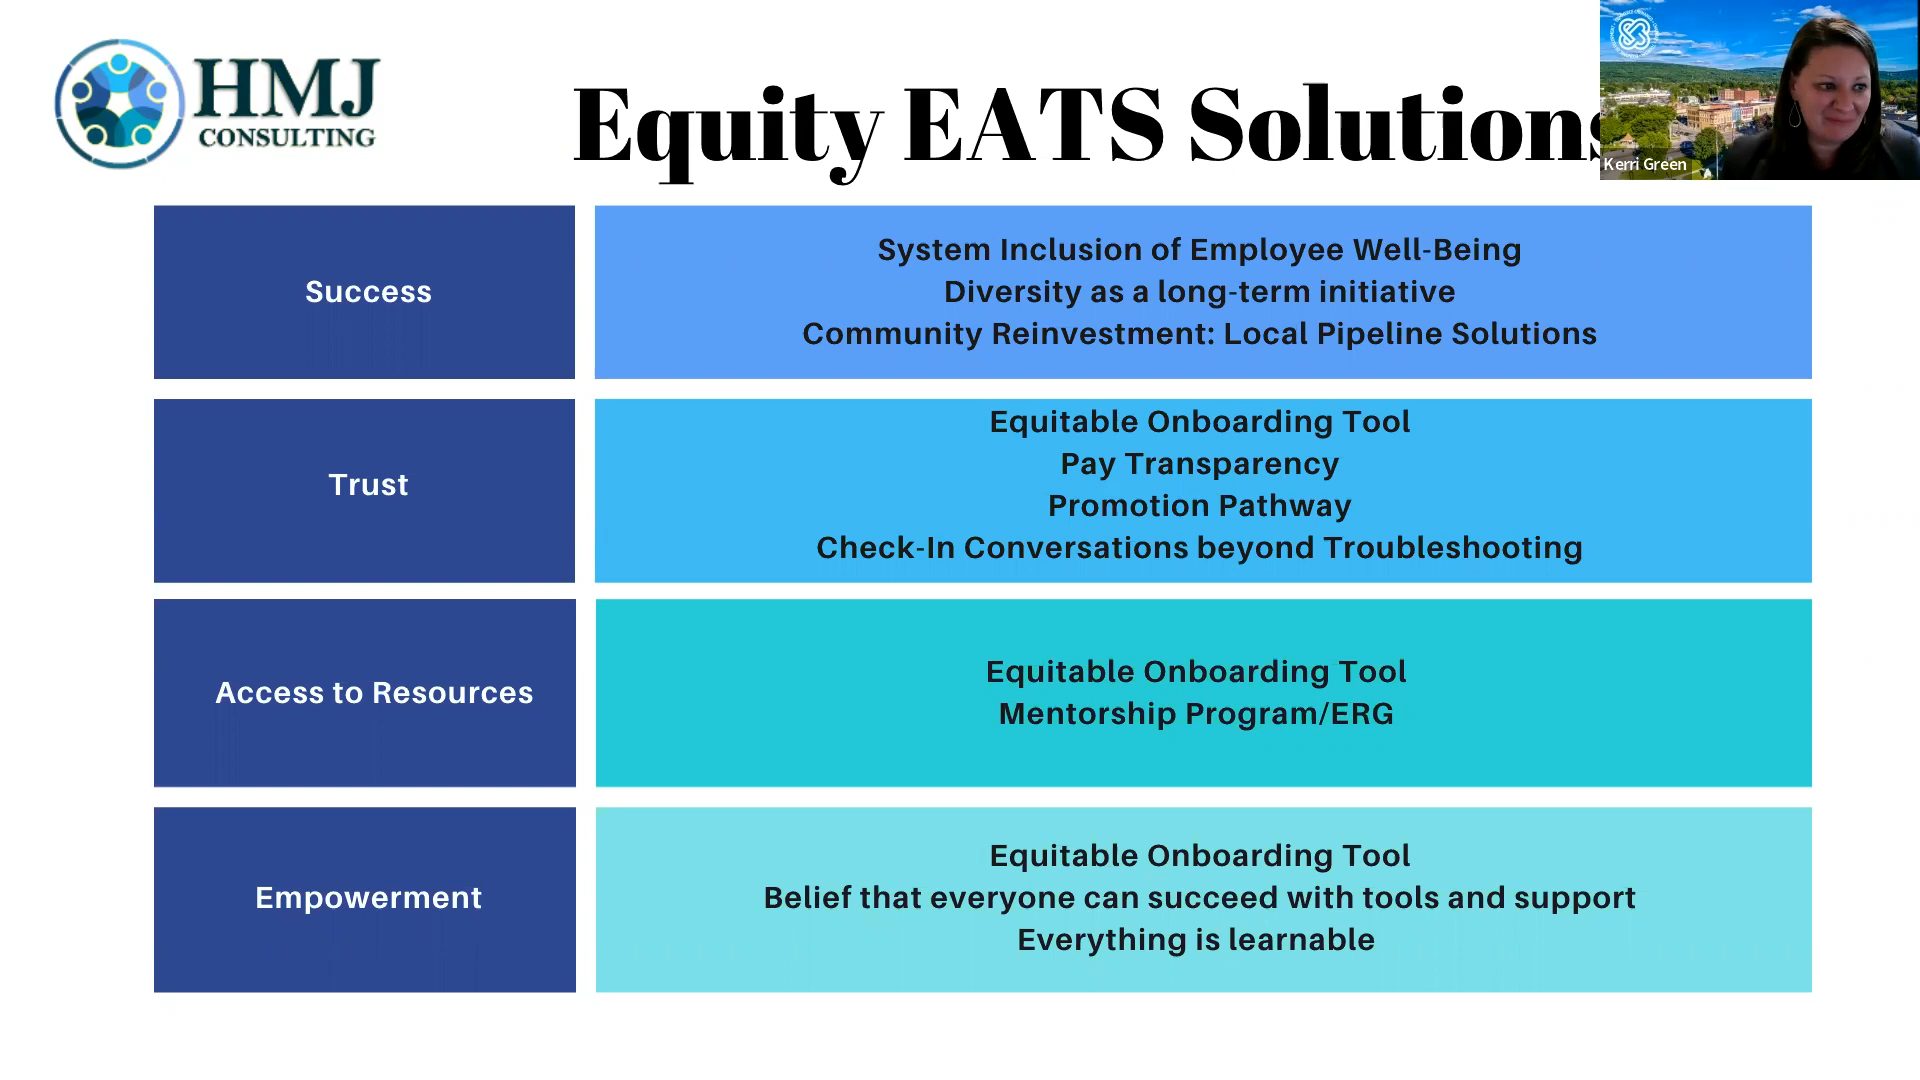 HMJ
CONSULTING
Equity EATS Solutions
Kerri Green
Success
System Inclusion of Employee Well-Being
Diversity as a long-term initiative
Community Reinvestment: Local Pipeline Solutions
Trust
Equitable Onboarding Tool
Pay Transparency
Promotion Pathway
Check-In Conversations beyond Troubleshooting
Access to Resources
Equitable Onboarding Tool
Mentorship Program/ERG
Empowerment
Equitable Onboarding Tool
Belief that everyone can succeed with tools and support
Everything is learnable